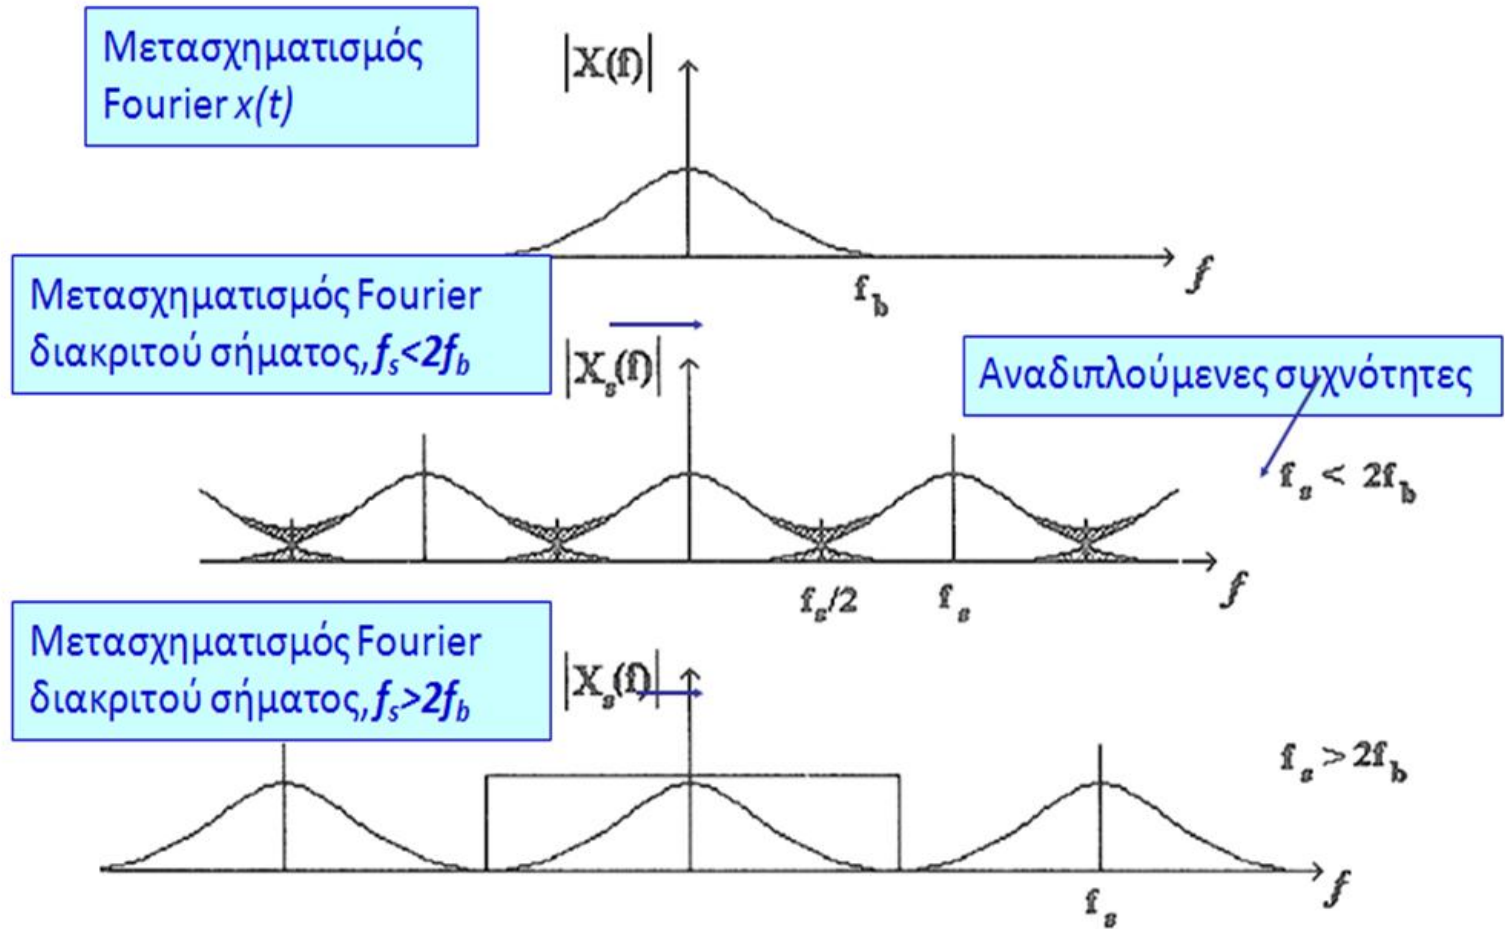 Μετασχηματισμός
Fourier x(t)
|X(f)|
f
f_b
Μετασχηματισμός Fourier
διακριτού σήματος, f_s<2f_b
|X_s(f)|
Αναδιπλούμενες συχνότητες
f_s < 2f_b
f_s/2
f_s
f
Μετασχηματισμός Fourier
διακριτού σήματος, f_s>2f_b
|X_s(f)|
f_s > 2f_b
f_s
f